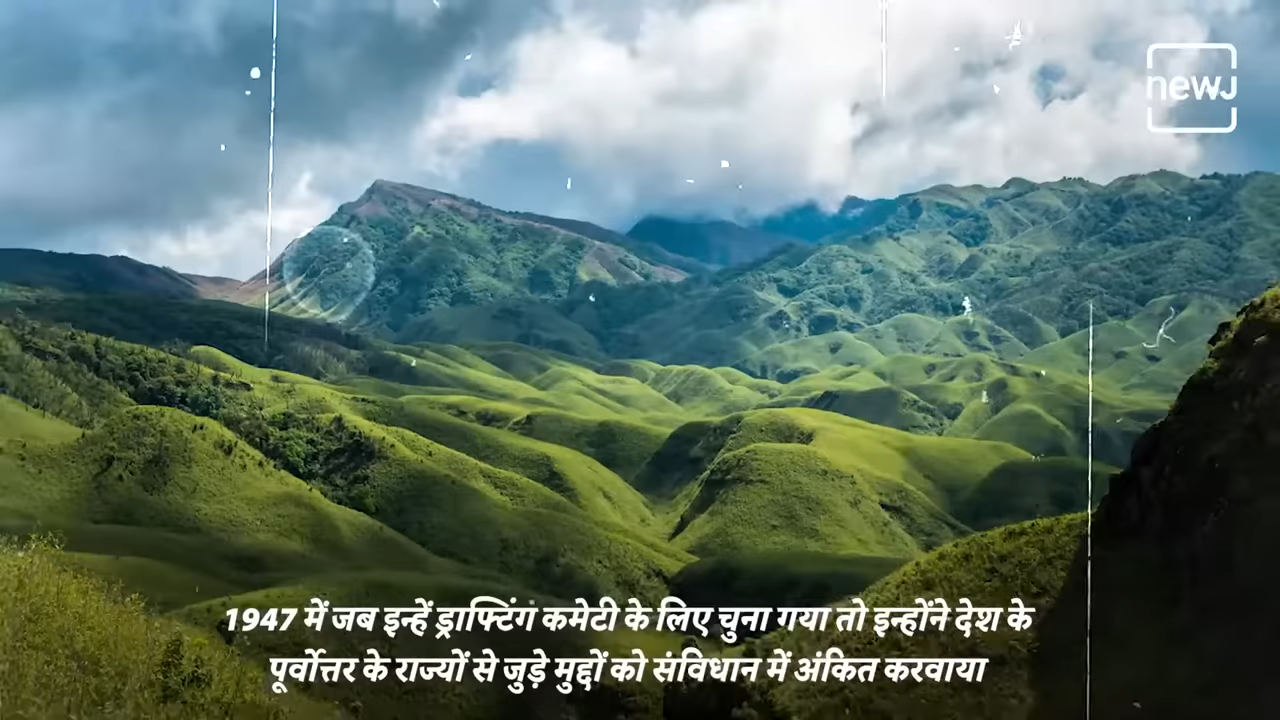 newJ
1947 में जब इन्हें ड्राफ्टिंग कमेटी के लिए चुना गया तो इन्होंने देश के
पूर्वोत्तर के राज्यों से जुड़े मुद्दों को संविधान में अंकित करवाया